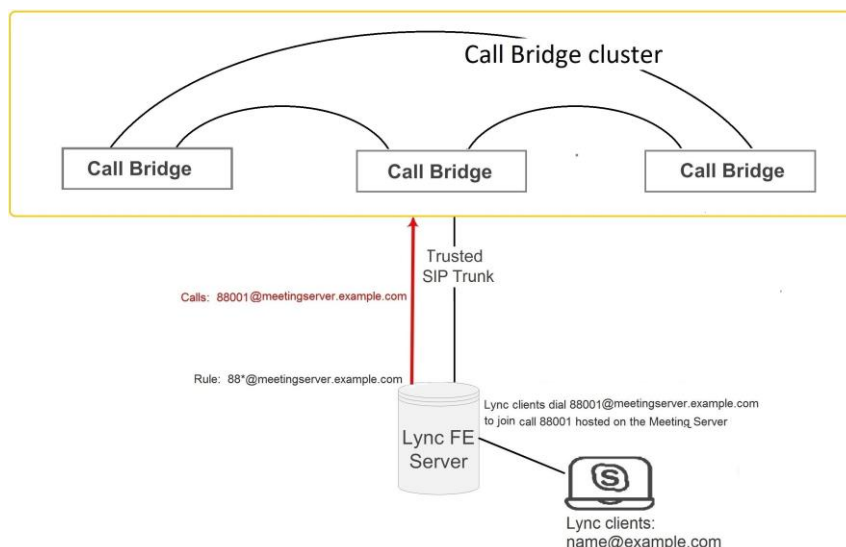 Call Bridge cluster
Call Bridge
Call Bridge
Call Bridge
Trusted
SIP Trunk
Calls: 88001@meetingserver.example.com
Rule: 88*@meetingserver.example.com
Lync clients dial 88001@meetingserver.example.com
to join call 88001 hosted on the Meeting Server
Lync FE
Server
Lync clients:
name@example.com